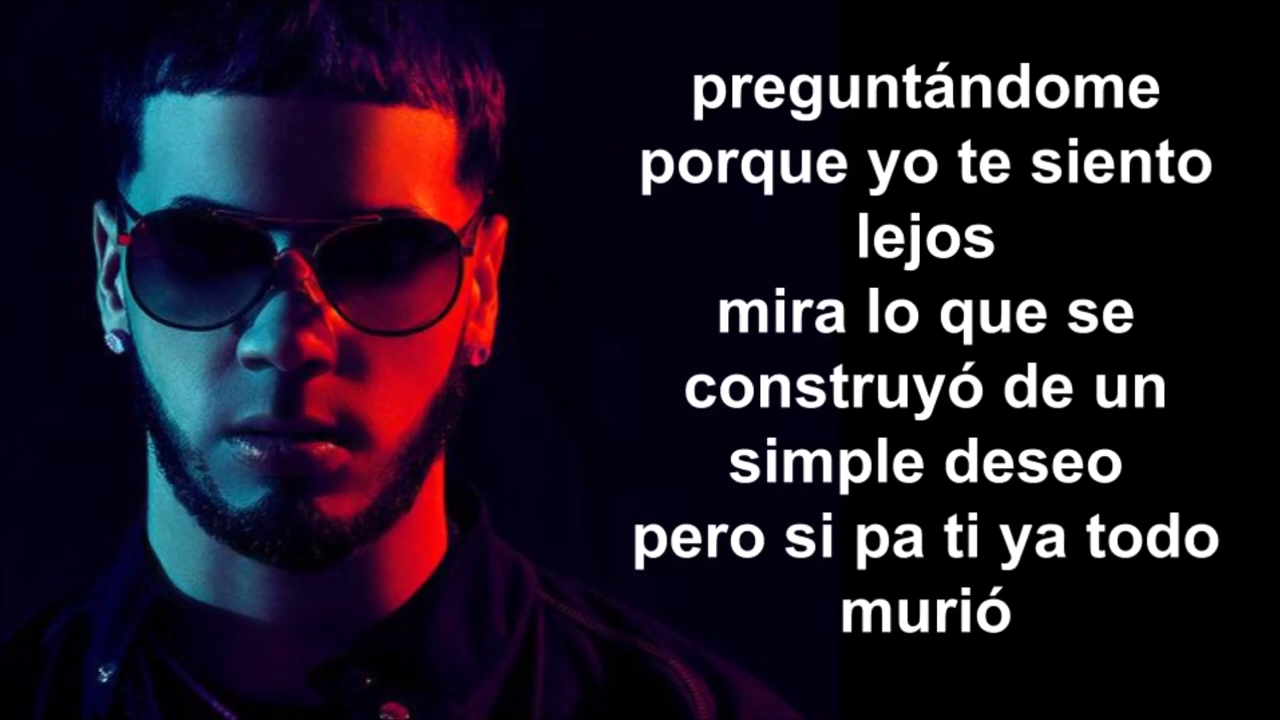 preguntándome
porque yo te siento
lejos
mira lo que se
construyó de un
simple deseo
pero si pa ti ya todo
murió